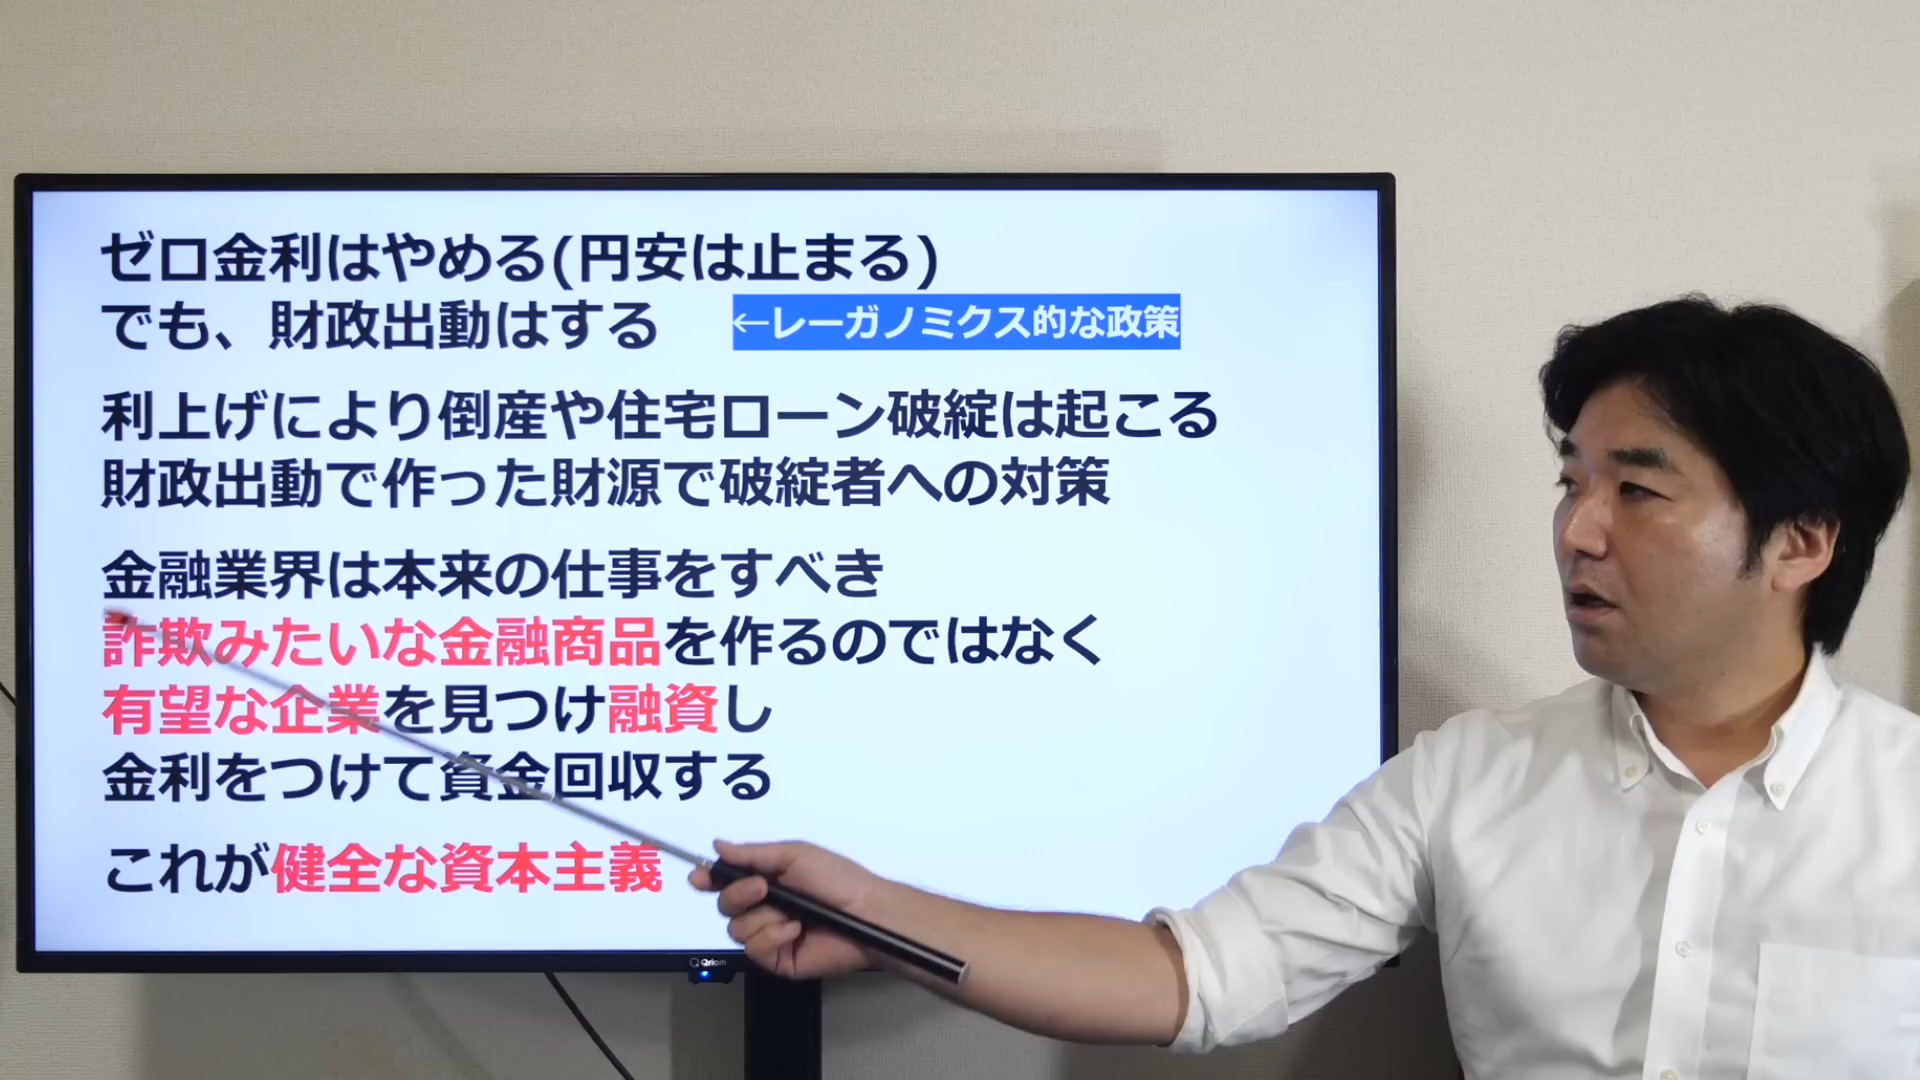 ゼロ金利はやめる(円安は止まる)
でも、財政出動はする
←レーガノミクス的な政策
利上げにより倒産や住宅ローン破綻は起こる
財政出動で作った財源で破綻者への対策
金融業界は本来の仕事をすべき
詐欺みたいな金融商品を作るのではなく
有望な企業を見つけ融資し
金利をつけて資金回収する
これが健全な資本主義
Qriom